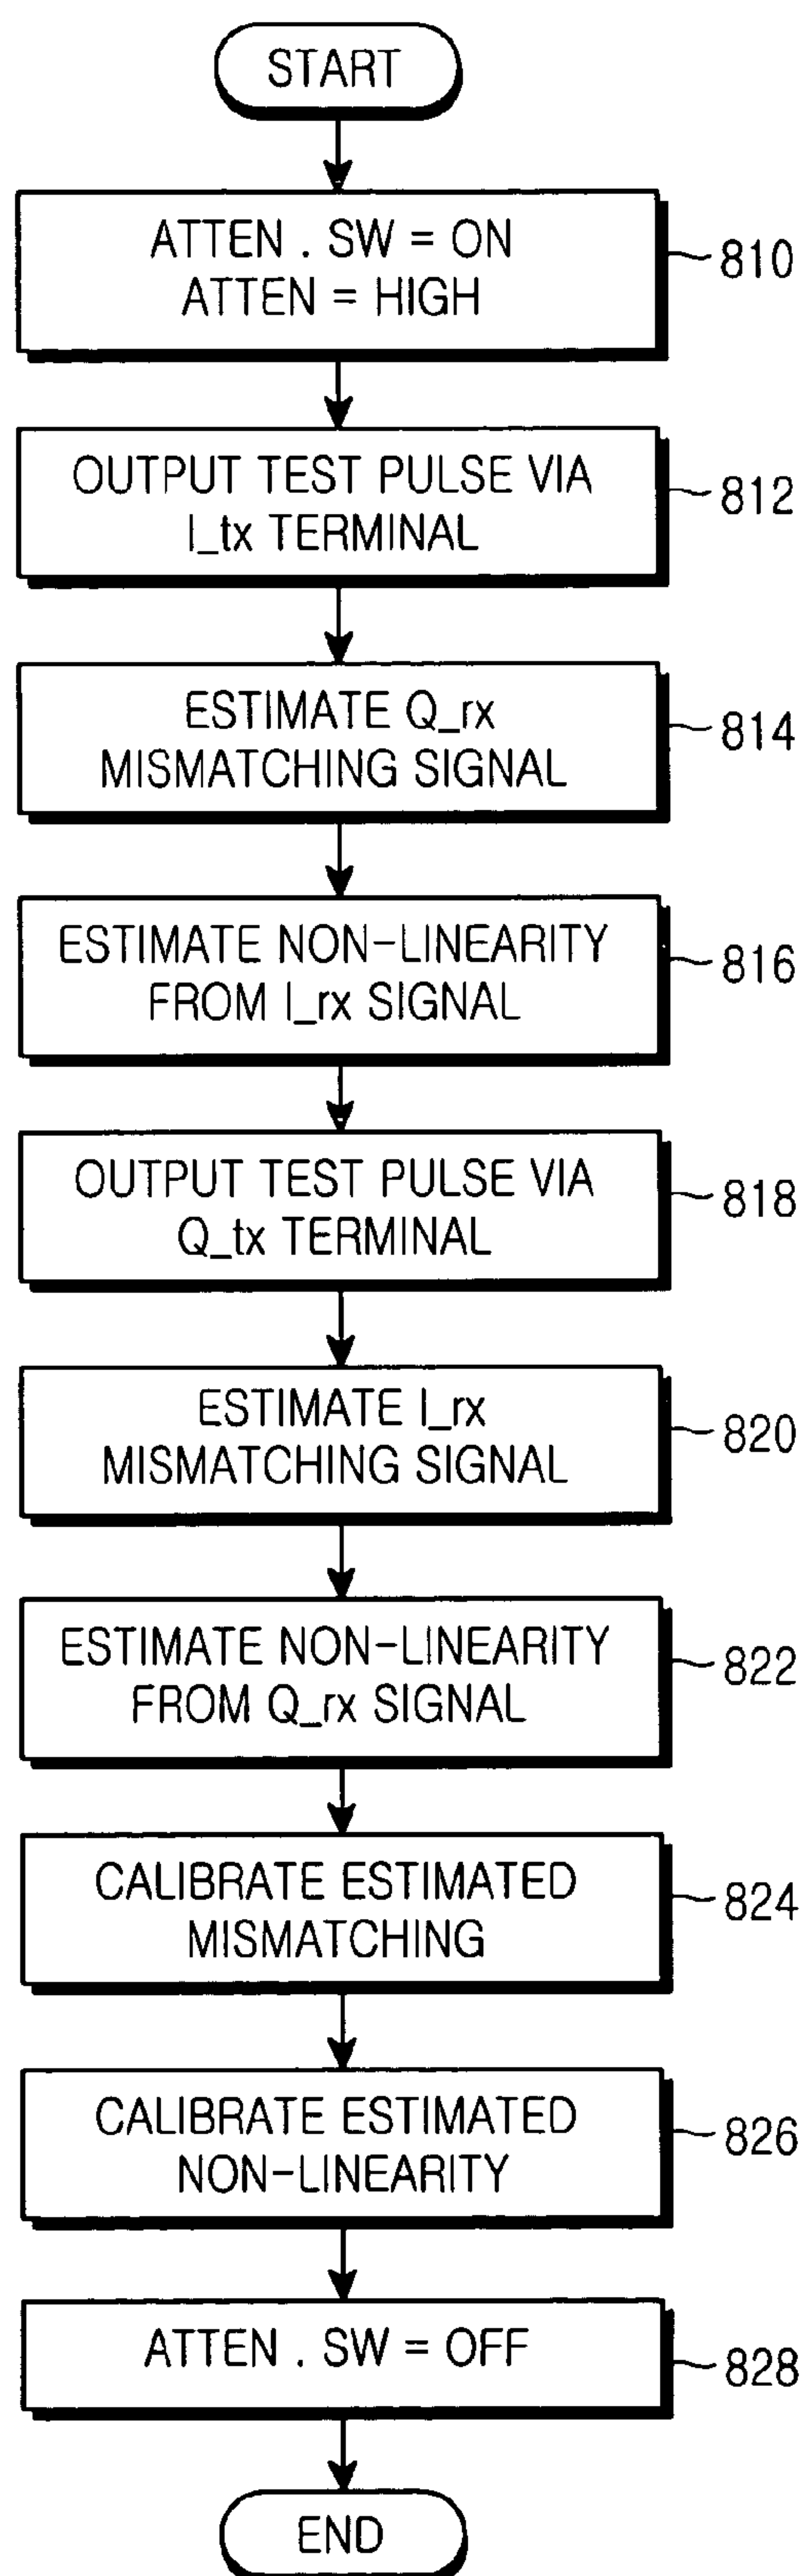 START
ATTEN . SW = ON
ATTEN = HIGH
810
OUTPUT TEST PULSE VIA
I_tx TERMINAL
812
ESTIMATE Q_rx
MISMATCHING SIGNAL
814
ESTIMATE NON-LINEARITY
FROM I_rx SIGNAL
816
OUTPUT TEST PULSE VIA
Q_tx TERMINAL
818
ESTIMATE I_rx
MISMATCHING SIGNAL
820
ESTIMATE NON-LINEARITY
FROM Q_rx SIGNAL
822
CALIBRATE ESTIMATED
MISMATCHING
824
CALIBRATE ESTIMATED
NON-LINEARITY
826
ATTEN . SW = OFF
828
END